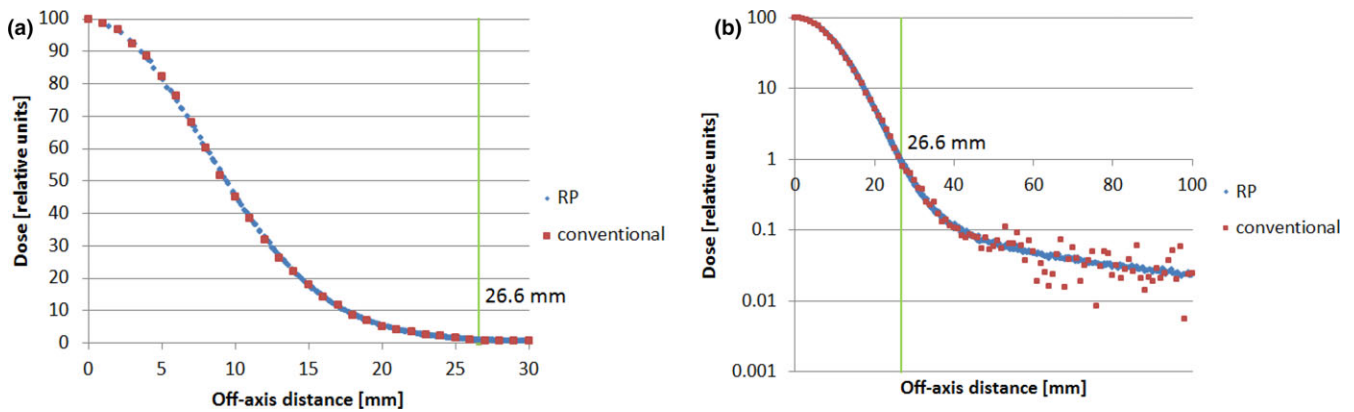 (a)
Dose [relative units]
100
90
80
70
60
50
40
30
20
10
0
0 5 10 15 20 25 30
Off-axis distance [mm]
26.6 mm
RP
conventional
(b)
Dose [relative units]
100
10
1
0.1
0.01
0.001
0 20 40 60 80 100
Off-axis distance [mm]
26.6 mm
RP
conventional